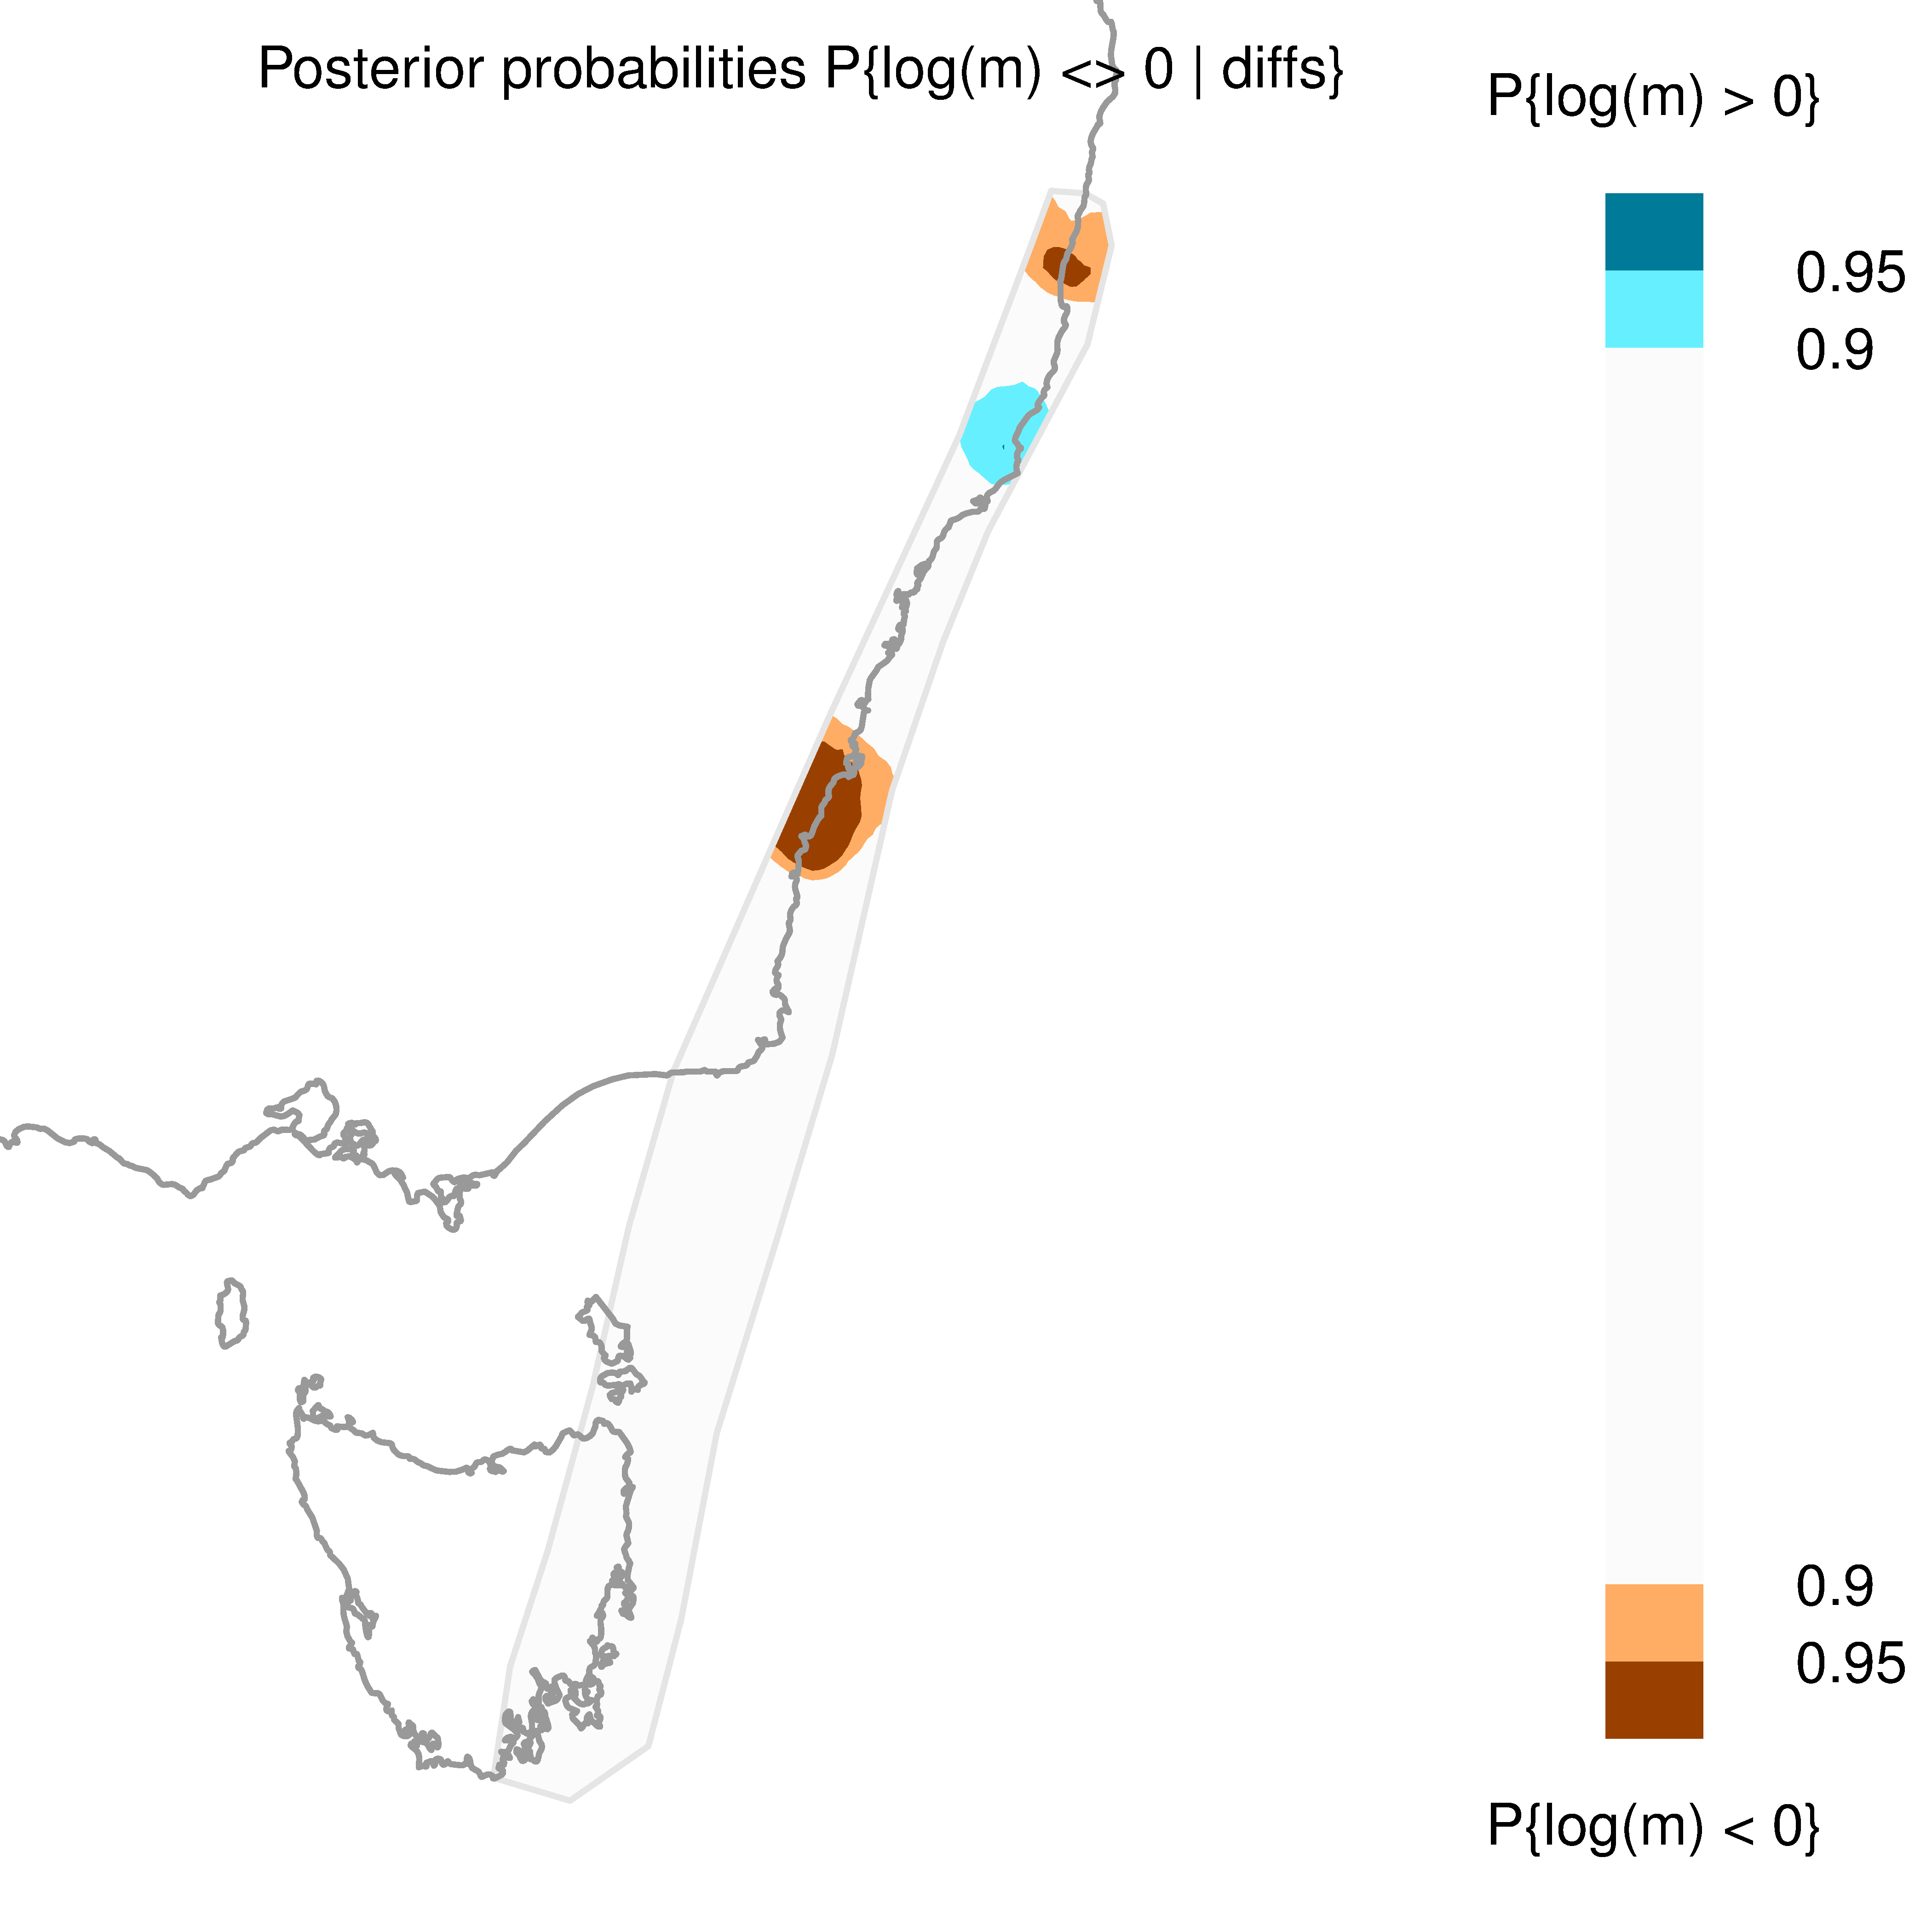 Posterior probabilities P{log(m) <> 0 | diffs}
P{log(m) > 0}
0.95
0.9
0.9
0.95
P{log(m) < 0}